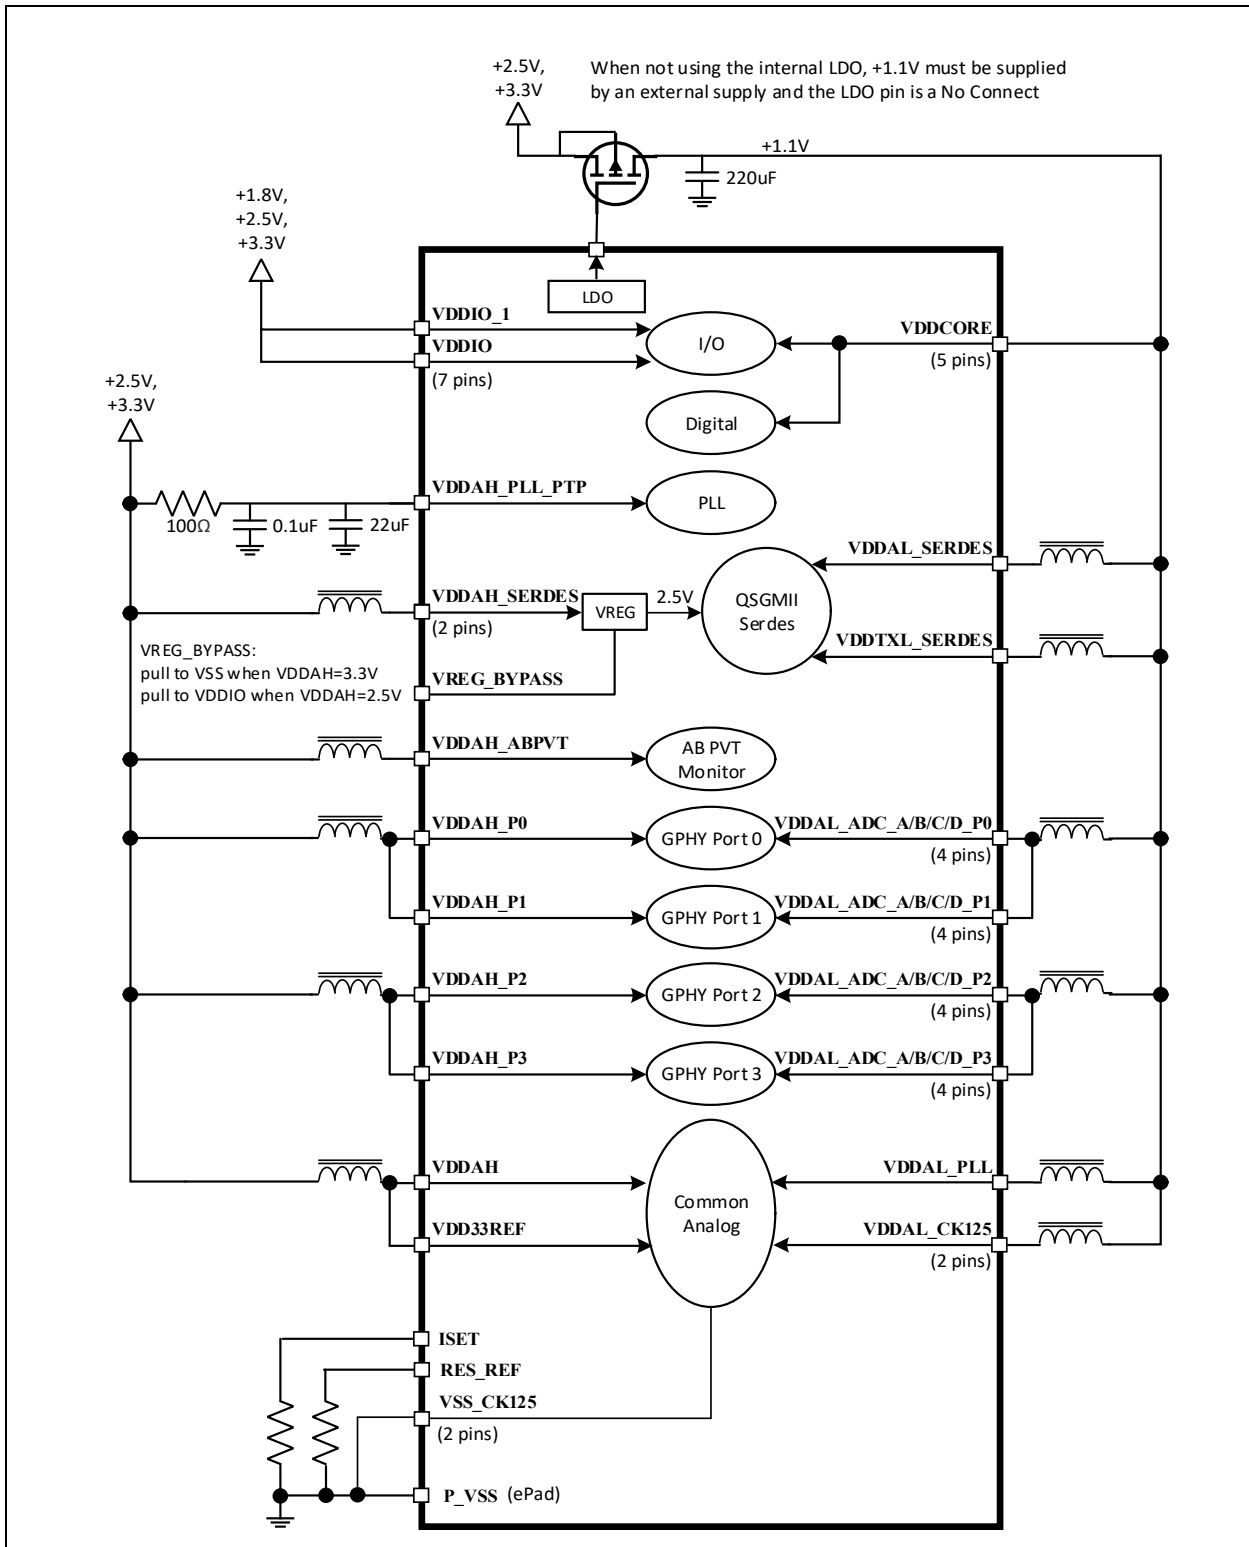 +2.5V,
+3.3V
When not using the internal LDO, +1.1V must be supplied
by an external supply and the LDO pin is a No Connect
+1.1V
220uF
+1.8V,
+2.5V,
+3.3V
LDO
VDDIO_1
VDDIO
(7 pins)
I/O
VDDCORE
(5 pins)
+2.5V,
+3.3V
Digital
VDDAH_PLL_PTP
PLL
100Ω
0.1uF
22uF
VDDAL_SERDES
VDDAH_SERDES
(2 pins)
VREG
2.5V
QSGMII
Serdes
VDDTXL_SERDES
VREG_BYPASS:
pull to VSS when VDDAH=3.3V
pull to VDDIO when VDDAH=2.5V
VREG_BYPASS
VDDAH_ABPVT
AB PVT
Monitor
VDDAH_P0
GPHY Port 0
VDDAL_ADC_A/B/C/D_P0
(4 pins)
VDDAH_P1
GPHY Port 1
VDDAL_ADC_A/B/C/D_P1
(4 pins)
VDDAH_P2
GPHY Port 2
VDDAL_ADC_A/B/C/D_P2
(4 pins)
VDDAH_P3
GPHY Port 3
VDDAL_ADC_A/B/C/D_P3
(4 pins)
VDDAH
Common
Analog
VDDAL_PLL
VDD33REF
VDDAL_CK125
(2 pins)
ISET
RES_REF
VSS_CK125
(2 pins)
P_VSS (ePad)